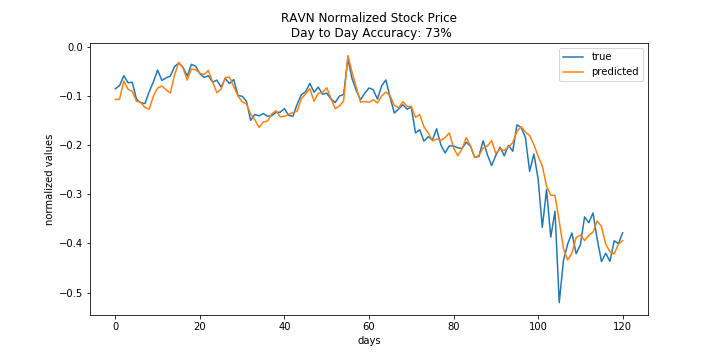 RAVN Normalized Stock Price
Day to Day Accuracy: 73%
true
predicted
normalized values
0.0
−0.1
−0.2
−0.3
−0.4
−0.5
0
20
40
60
80
100
120
days